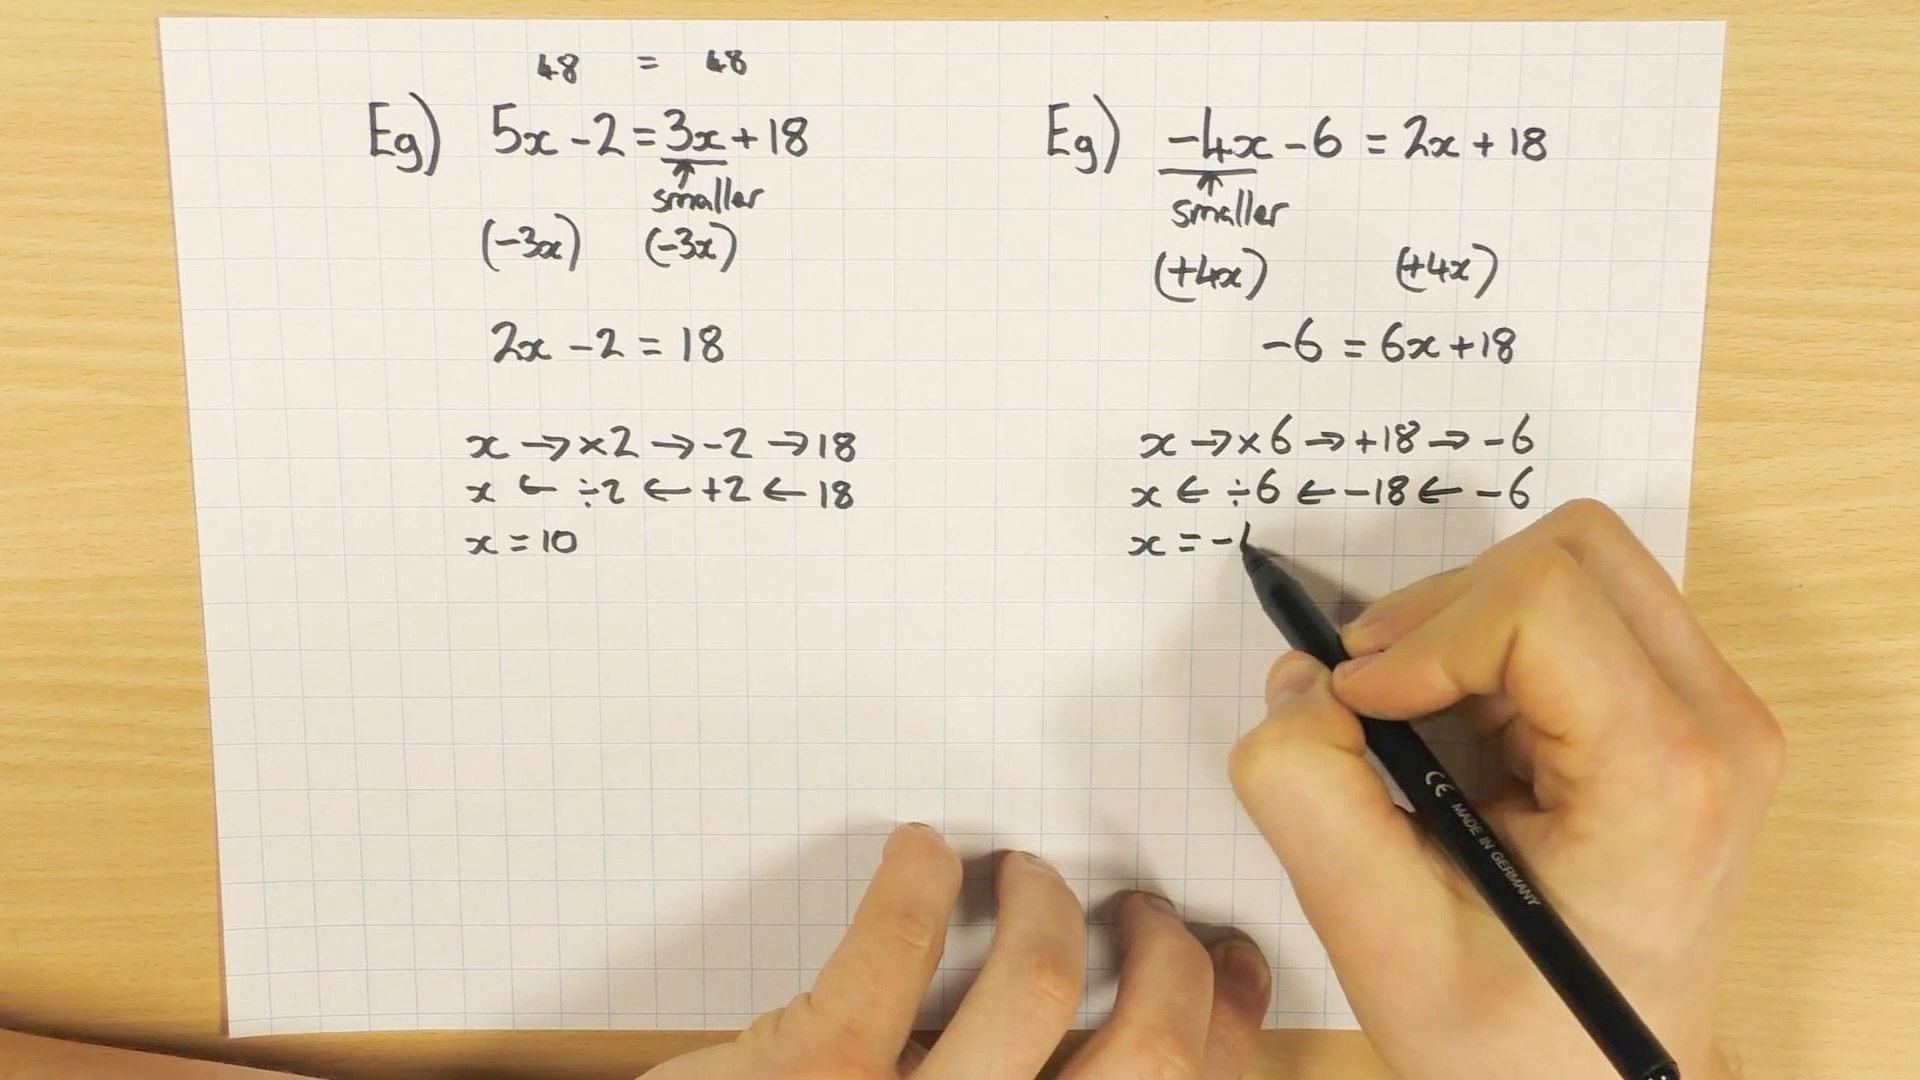 48 = 48
Eg) 5x - 2 = 3x + 18
smaller
(-3x) (-3x)
2x - 2 = 18
x → ×2 → -2 → 18
x ← ÷2 ← +2 ← 18
x = 10
Eg) -4x - 6 = 2x + 18
smaller
(+4x) (+4x)
-6 = 6x + 18
x → ×6 → +18 → -6
x ← ÷6 ← -18 ← -6
x = -
CE MADE IN GERMANY